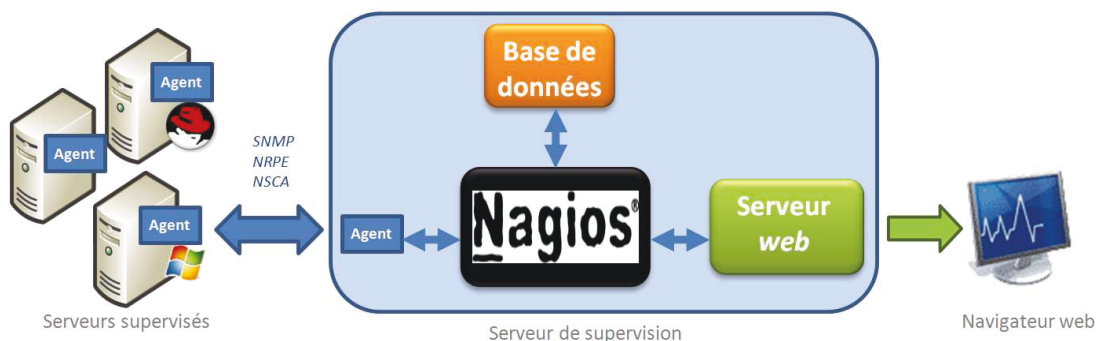 Agent
Agent
Agent
Serveurs supervisés
SNMP
NRPE
NSCA
Base de
données
Agent
Nagios®
Serveur
web
Serveur de supervision
Navigateur web